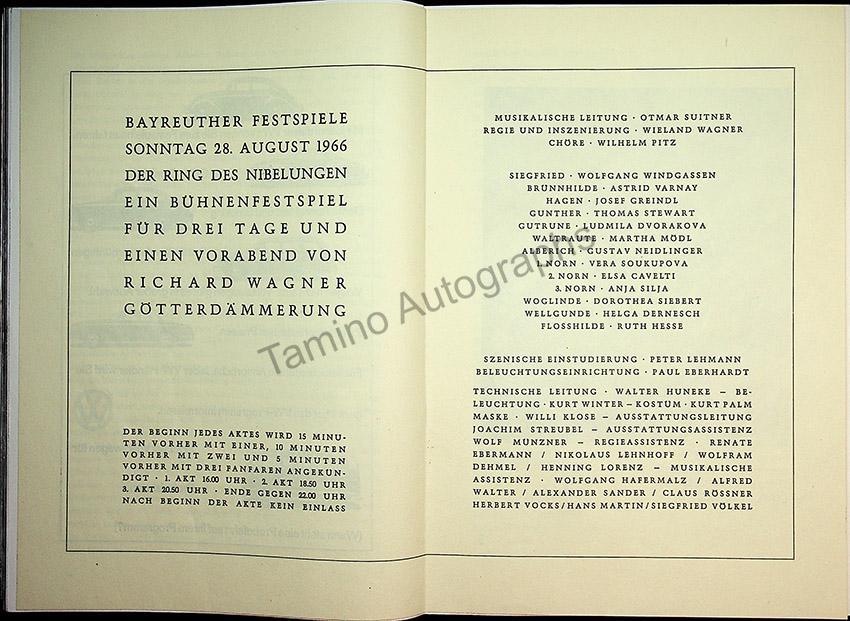 BAYREUTHER FESTSPIELE
SONNTAG 28. AUGUST 1966
DER RING DES NIBELUNGEN
EIN BÜHNENFESTSPIEL
FÜR DREI TAGE UND
EINEN VORABEND VON
RICHARD WAGNER
GÖTTERDÄMMERUNG
DER BEGINN JEDES AKTES WIRD 15 MINU-
TEN VORHER MIT EINER, 10 MINUTEN
VORHER MIT ZWEI UND 5 MINUTEN
VORHER MIT DREI FANFAREN ANGEKÜN-
DIGT · 1. AKT 16.00 UHR · 2. AKT 18.50 UHR
3. AKT 20.50 UHR · ENDE GEGEN 22.00 UHR
NACH BEGINN DER AKTE KEIN EINLASS
MUSIKALISCHE LEITUNG · OTMAR SUITNER
REGIE UND INSZENIERUNG · WIELAND WAGNER
CHÖRE · WILHELM PITZ
SIEGFRIED · WOLFGANG WINDGASSEN
BRÜNNHILDE · ASTRID VARNAY
HAGEN · JOSEF GREINDL
GUNTHER · THOMAS STEWART
GUTRUNE · LUDMILA DVORAKOVA
WALTRAUTE · MARTHA MÖDL
ALBERICH · GUSTAV NEIDLINGER
1. NORN · VERA SOUKUPOVA
2. NORN · ELSA CAVELTI
3. NORN · ANJA SILJA
WOGLINDE · DOROTHEA SIEBERT
WELLGUNDE · HELGA DERNESCH
FLOSSHILDE · RUTH HESSE
SZENISCHE EINSTUDIERUNG · PETER LEHMANN
BELEUCHTUNGSEINRICHTUNG · PAUL EBERHARDT
TECHNISCHE LEITUNG · WALTER HUNEKE – BE-
LEUCHTUNG · KURT WINTER – KOSTÜM · KURT PALM
MASKE · WILLI KLOSE – AUSSTATTUNGSLEITUNG
JOACHIM STREUBEL – AUSSTATTUNGSASSISTENZ
WOLF MÜNZNER – REGIEASSISTENZ · RENATE
EBERMANN / NIKOLAUS LEHNHOFF / WOLFRAM
DEHMEL / HENNING LORENZ – MUSIKALISCHE
ASSISTENZ · WOLFGANG HAFERMALZ / ALFRED
WALTER / ALEXANDER SANDER / CLAUS RÖSSNER
HERBERT VOCKS / HANS MARTIN / SIEGFRIED VÖLKEL
Tamino Autographs